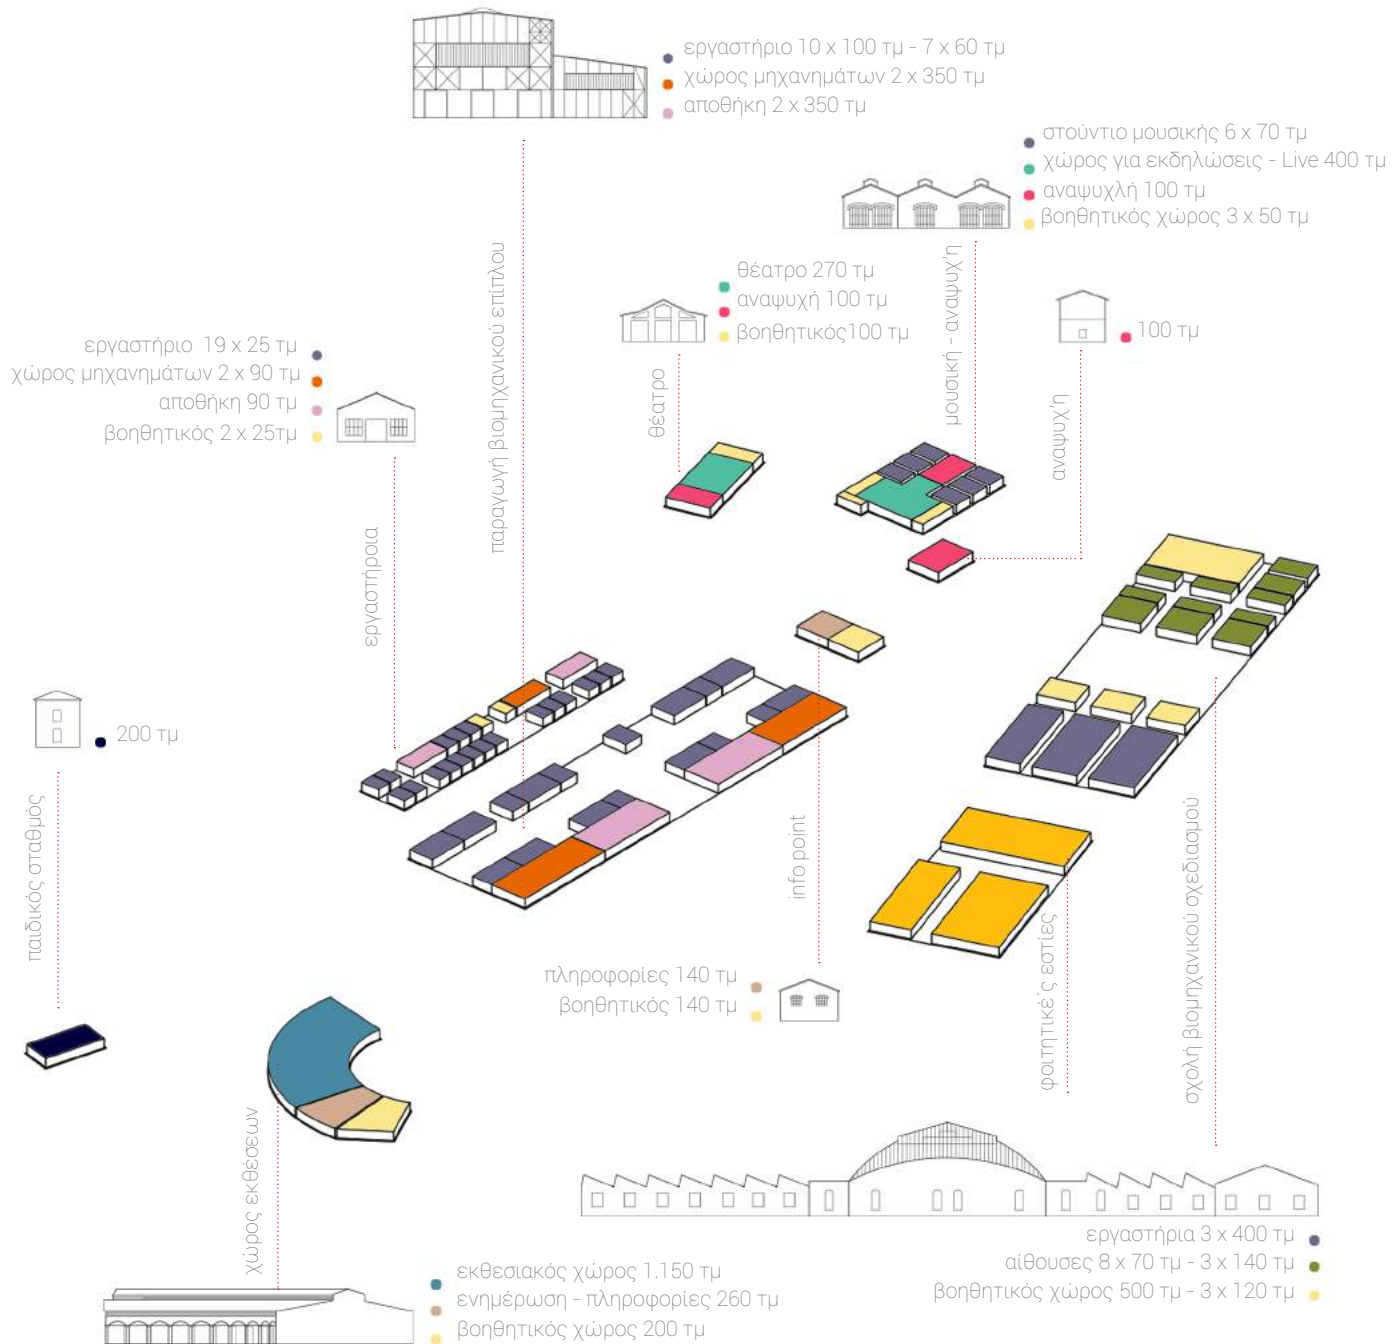 εργαστήριο 10 x 100 τμ - 7 x 60 τμ
χώρος μηχανημάτων 2 x 350 τμ
αποθήκη 2 x 350 τμ
στούντιο μουσικής 6 x 70 τμ
χώρος για εκδηλώσεις - Live 400 τμ
αναψυχλή 100 τμ
βοηθητικός χώρος 3 x 50 τμ
θέατρο 270 τμ
αναψυχή 100 τμ
βοηθητικός100 τμ
100 τμ
εργαστήριο 19 x 25 τμ
χώρος μηχανημάτων 2 x 90 τμ
αποθήκη 90 τμ
βοηθητικός 2 x 25τμ
παραγωγή βιομηχανικού επίπλου
θέατρο
μουσική - αναψυχ'η
αναψυχ'η
εργαστήροια
200 τμ
παιδικός σταθμός
info point
πληροφορίες 140 τμ
βοηθητικός 140 τμ
φοιτητικέ΄ς εστίες
σχολή βιομηχανικού σχεδιασμού
χώρος εκθέσεων
εκθεσιακός χώρος 1.150 τμ
ενημέρωση - πληροφορίες 260 τμ
βοηθητικός χώρος 200 τμ
εργαστήρια 3 x 400 τμ
αίθουσες 8 x 70 τμ - 3 x 140 τμ
βοηθητικός χώρος 500 τμ - 3 x 120 τμ